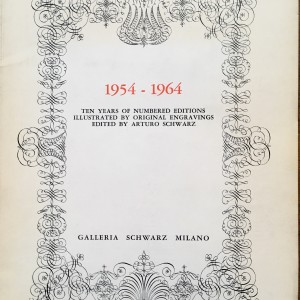 1954 - 1964
TEN YEARS OF NUMBERED EDITIONS
ILLUSTRATED BY ORIGINAL ENGRAVINGS
EDITED BY ARTURO SCHWARZ
GALLERIA SCHWARZ MILANO